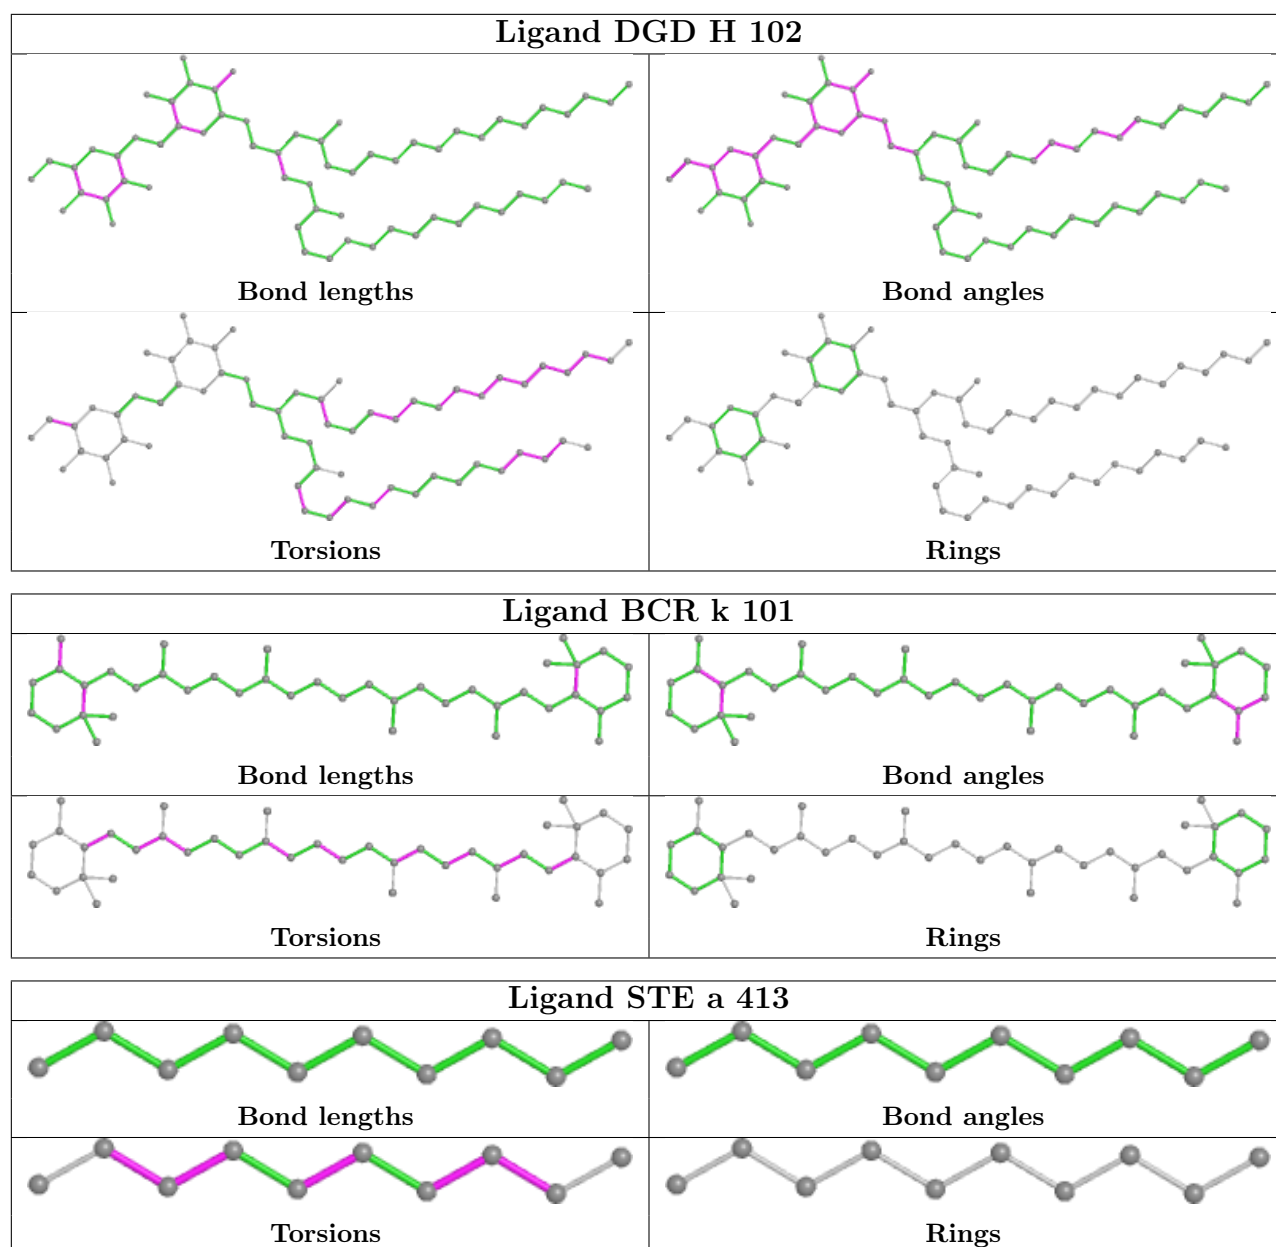 Ligand DGD H 102
Bond lengths
Bond angles
Torsions
Rings
Ligand BCR k 101
Bond lengths
Bond angles
Torsions
Rings
Ligand STE a 413
Bond lengths
Bond angles
Torsions
Rings